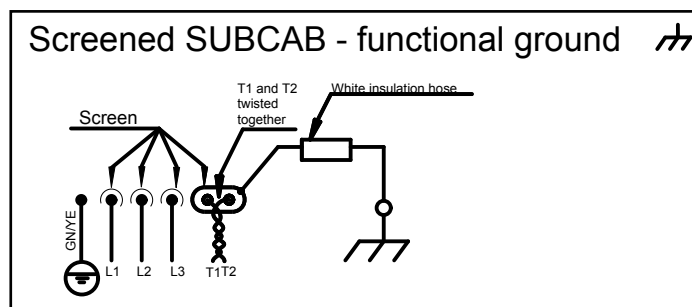 Screened SUBCAB - functional ground
T1 and T2
twisted
together
White insulation hose
Screen
GN/YE
L1
L2
L3
T1T2